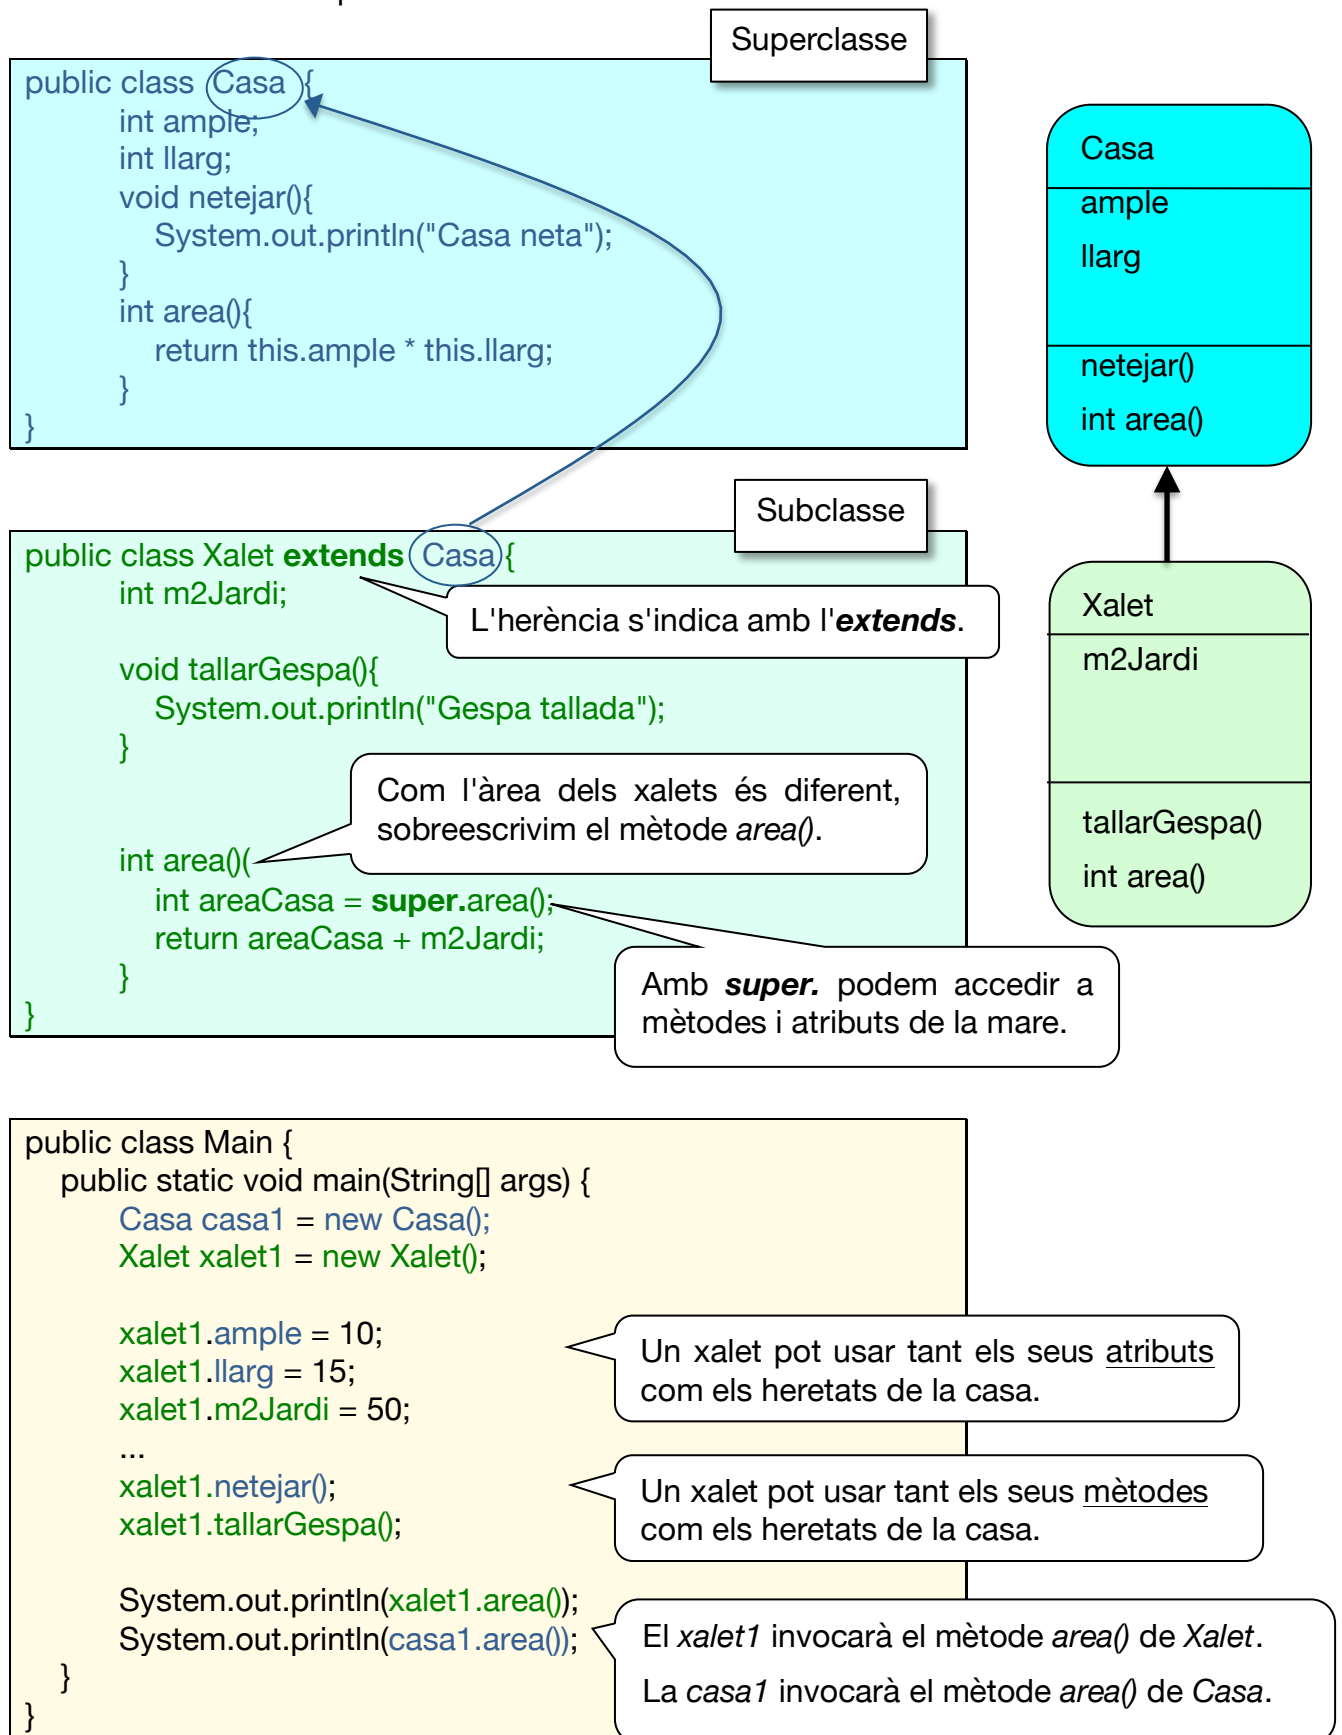 Superclasse
public class Casa {
int ample;
int llarg;
void netejar(){
System.out.println("Casa neta");
}
int area(){
return this.ample * this.llarg;
}
}
Casa
ample
llarg
netejar()
int area()
Subclasse
public class Xalet extends Casa {
int m2Jardi;
L'herència s'indica amb l'extends.
void tallarGespa(){
System.out.println("Gespa tallada");
}
Com l'àrea dels xalets és diferent,
sobreescrivim el mètode area().
int area()(
int areaCasa = super.area();
return areaCasa + m2Jardi;
}
}
Amb super. podem accedir a
mètodes i atributs de la mare.
Xalet
m2Jardi
tallarGespa()
int area()
public class Main {
public static void main(String[] args) {
Casa casa1 = new Casa();
Xalet xalet1 = new Xalet();
xalet1.ample = 10;
xalet1.llarg = 15;
xalet1.m2Jardi = 50;
...
xalet1.netejar();
xalet1.tallarGespa();
System.out.println(xalet1.area());
System.out.println(casa1.area());
}
}
Un xalet pot usar tant els seus atributs
com els heretats de la casa.
Un xalet pot usar tant els seus mètodes
com els heretats de la casa.
El xalet1 invocarà el mètode area() de Xalet.
La casa1 invocarà el mètode area() de Casa.